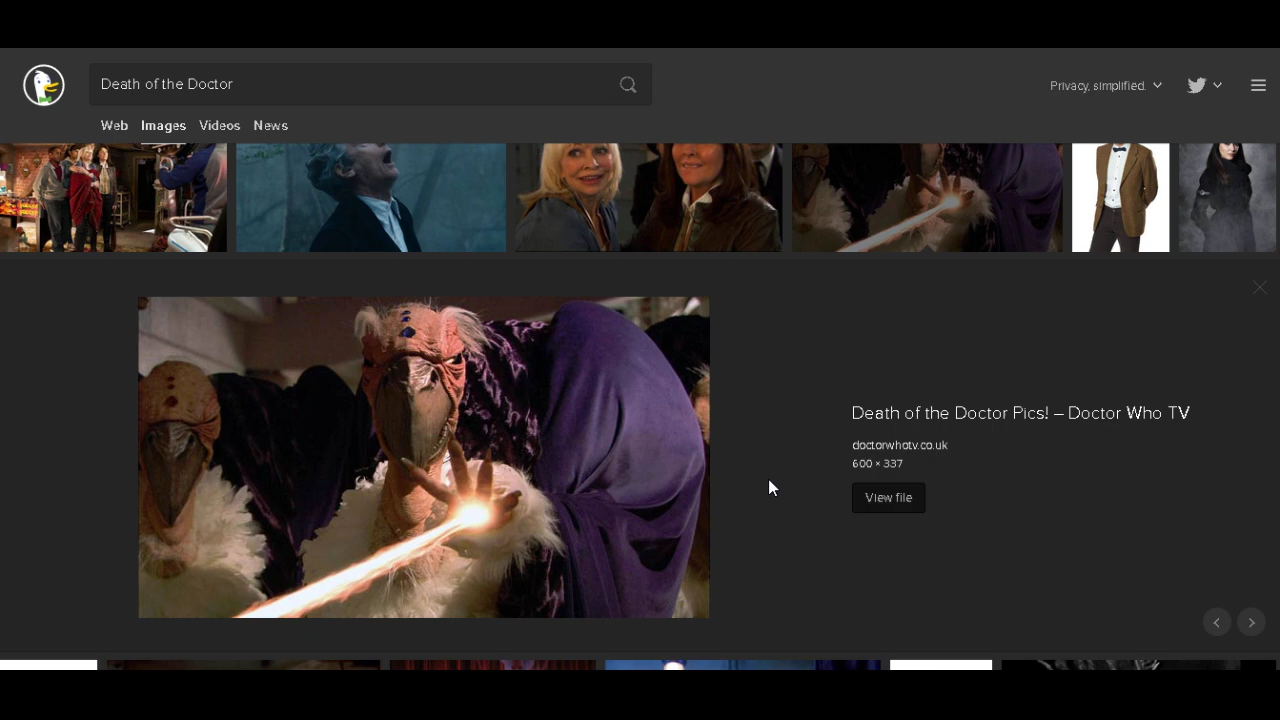 Death of the Doctor
Privacy, simplified.
Web Images Videos News
Death of the Doctor Pics! – Doctor Who TV
doctorwhotv.co.uk
600 × 337
View file